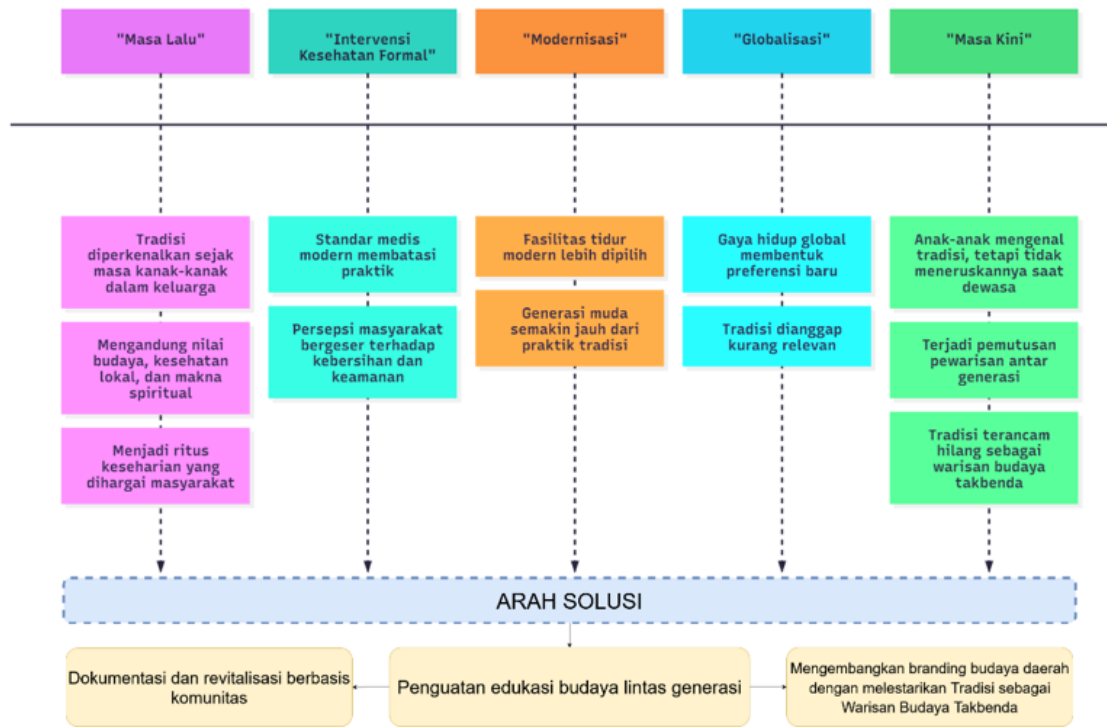 "Masa Lalu"
"Intervensi
Kesehatan Formal"
"Modernisasi"
"Globalisasi"
"Masa Kini"
Tradisi
diperkenalkan sejak
masa kanak-kanak
dalam keluarga
Mengandung nilai
budaya, kesehatan
lokal, dan makna
spiritual
Menjadi ritus
keseharian yang
dihargai masyarakat
Standar medis
modern membatasi
praktik
Persepsi masyarakat
bergeser terhadap
kebersihan dan
keamanan
Fasilitas tidur
modern lebih dipilih
Generasi muda
semakin jauh dari
praktik tradisi
Gaya hidup global
membentuk
preferensi baru
Tradisi dianggap
kurang relevan
Anak-anak mengenal
tradisi, tetapi tidak
meneruskannya saat
dewasa
Terjadi pemutusan
pewarisan antar
generasi
Tradisi terancam
hilang sebagai
warisan budaya
takbenda
ARAH SOLUSI
Dokumentasi dan revitalisasi berbasis
komunitas
Penguatan edukasi budaya lintas generasi
Mengembangkan branding budaya daerah
dengan melestarikan Tradisi sebagai
Warisan Budaya Takbenda